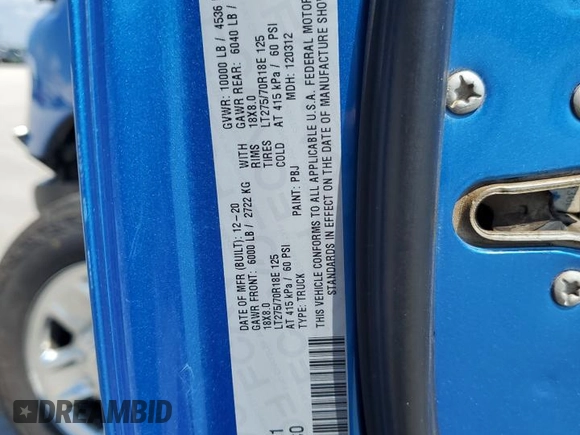 DATE OF MFR (BUILT): 12-20 GVWR: 10000 LB / 4536
GAWR FRONT: 6000 LB / 2722 KG WITH GAWR REAR: 6040 LB /
18X8.0 RIMS 18X8.0
LT275/70R18E 125 TIRES LT275/70R18E 125
AT 415 kPa / 60 PSI COLD AT 415 kPa / 60 PSI
TYPE: TRUCK PAINT: PBJ MDH: 120312
THIS VEHICLE CONFORMS TO ALL APPLICABLE U.S.A. FEDERAL MOTOR
STANDARDS IN EFFECT ON THE DATE OF MANUFACTURE SHOW
DREAMBID